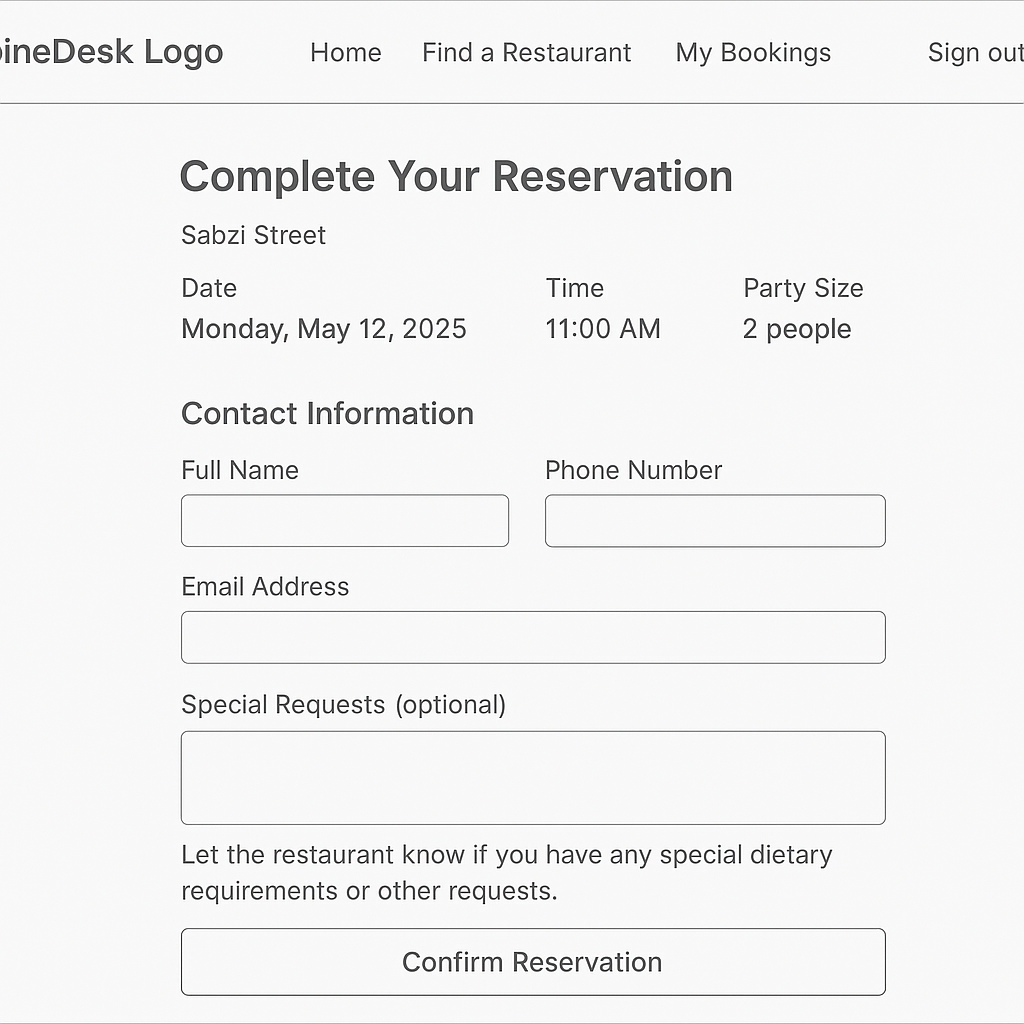 pineDesk Logo Home Find a Restaurant My Bookings Sign out
Complete Your Reservation
Sabzi Street
Date Time Party Size
Monday, May 12, 2025 11:00 AM 2 people
Contact Information
Full Name Phone Number
Email Address
Special Requests (optional)
Let the restaurant know if you have any special dietary
requirements or other requests.
Confirm Reservation